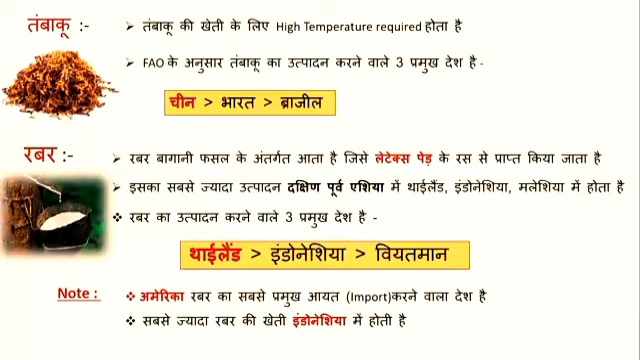 तंबाकू :-
➢ तंबाकू की खेती के लिए High Temperature required होता है
➢ FAO के अनुसार तंबाकू का उत्पादन करने वाले 3 प्रमुख देश है -
चीन > भारत > ब्राजील
रबर :-
➢ रबर बागानी फसल के अंतर्गत आता है जिसे लेटेक्स पेड़ के रस से प्राप्त किया जाता है
➢ इसका सबसे ज्यादा उत्पादन दक्षिण पूर्व एशिया में थाईलैंड, इंडोनेशिया, मलेशिया में होता है
❖ रबर का उत्पादन करने वाले 3 प्रमुख देश है -
थाईलैंड > इंडोनेशिया > वियतमान
Note :
❖ अमेरिका रबर का सबसे प्रमुख आयत (Import)करने वाला देश है
❖ सबसे ज्यादा रबर की खेती इंडोनेशिया में होती है